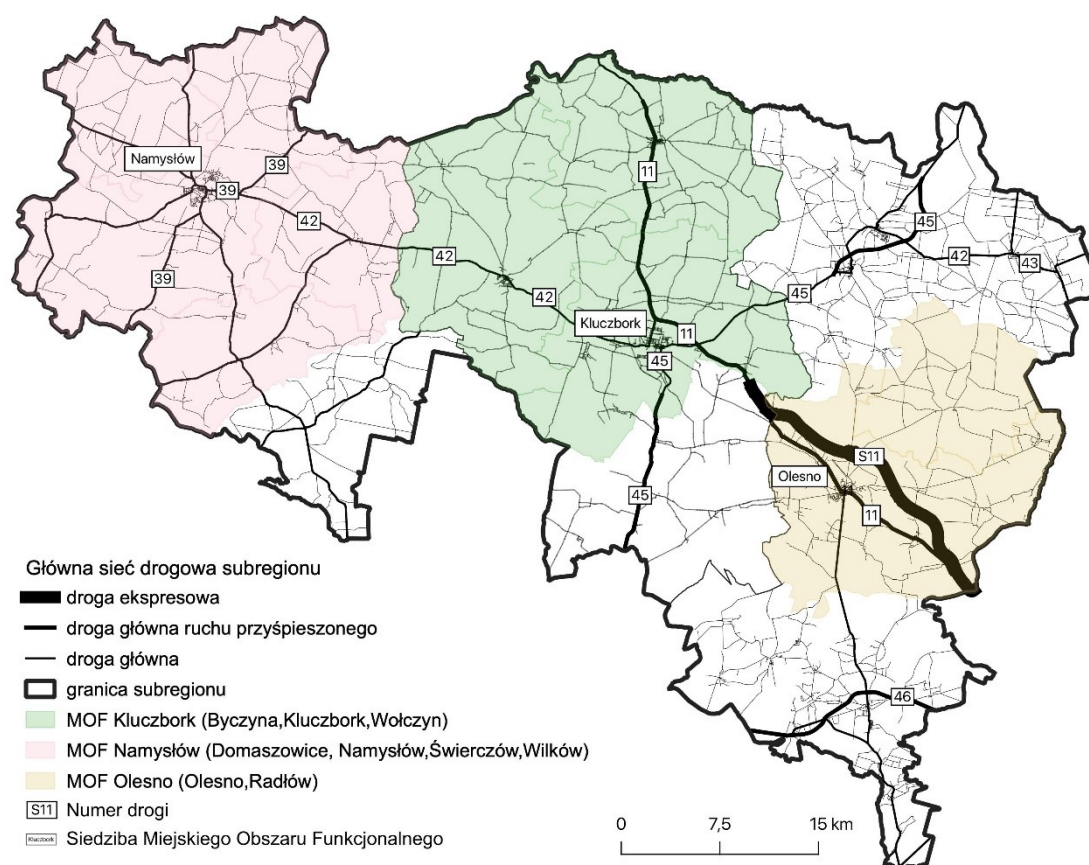 Namysłów
39
39
42
39
42
42
11
Kluczbork
11
45
45
45
45
42
43
S11
Olesno
11
46
Główna sieć drogowa subregionu
droga ekspresowa
droga główna ruchu przyśpieszonego
droga główna
granica subregionu
MOF Kluczbork (Byczyna,Kluczbork,Wołczyn)
MOF Namysłów (Domaszowice, Namysłów,Świerczów,Wilków)
MOF Olesno (Olesno,Radłów)
S11 Numer drogi
Kluczbork Siedziba Miejskiego Obszaru Funkcjonalnego
0 7,5 15 km